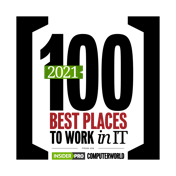 100
2021
BEST PLACES
TO WORK in IT
INSIDER PRO COMPUTERWORLD